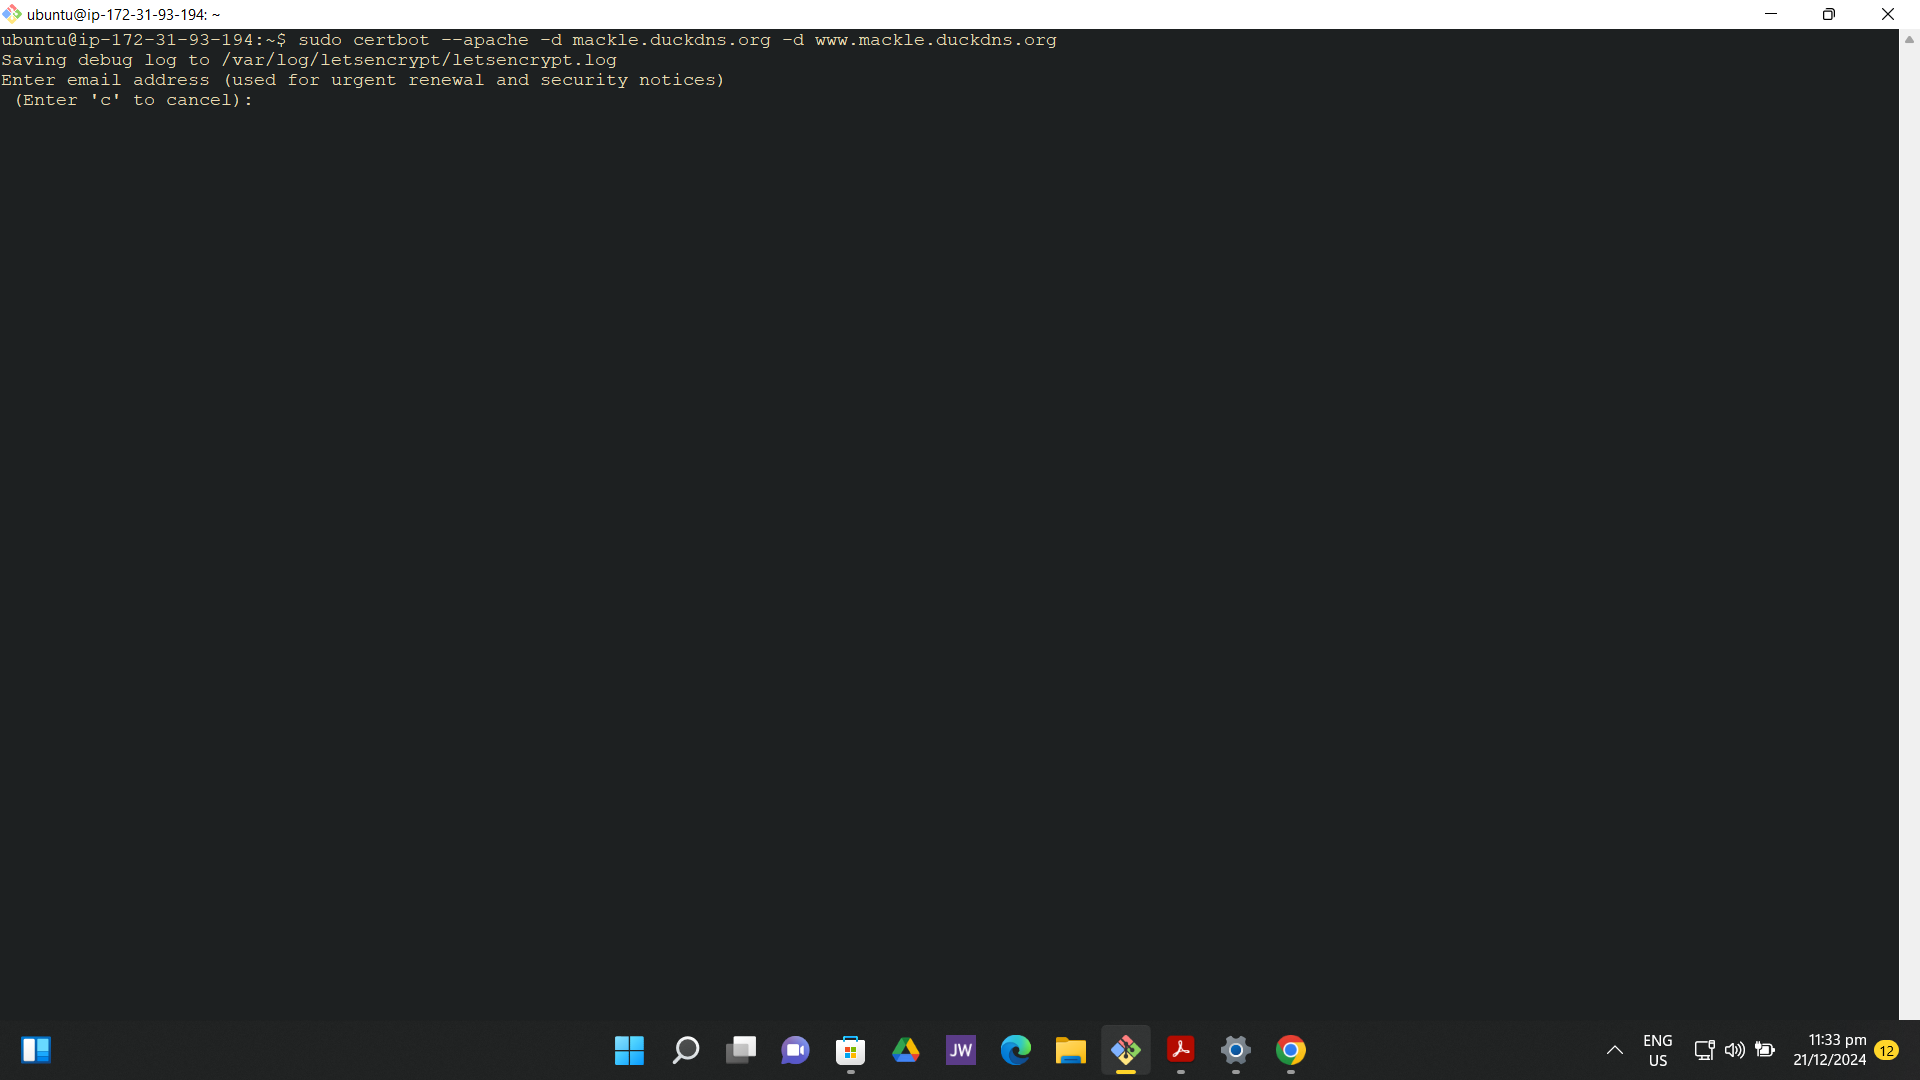 ubuntu@ip-172-31-93-194: ~
ubuntu@ip-172-31-93-194:~$ sudo certbot --apache -d mackle.duckdns.org -d www.mackle.duckdns.org
Saving debug log to /var/log/letsencrypt/letsencrypt.log
Enter email address (used for urgent renewal and security notices)
 (Enter 'c' to cancel):
JW
ENG
US
11:33 pm
21/12/2024
12